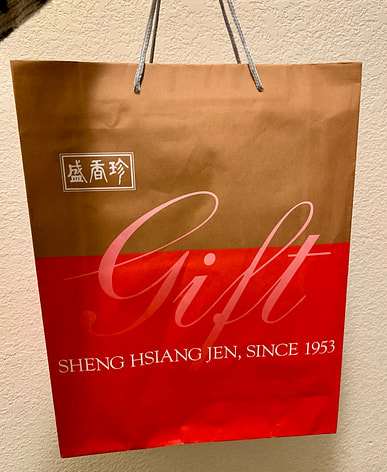 盛香珍
Gift
SHENG HSIANG JEN, SINCE 1953